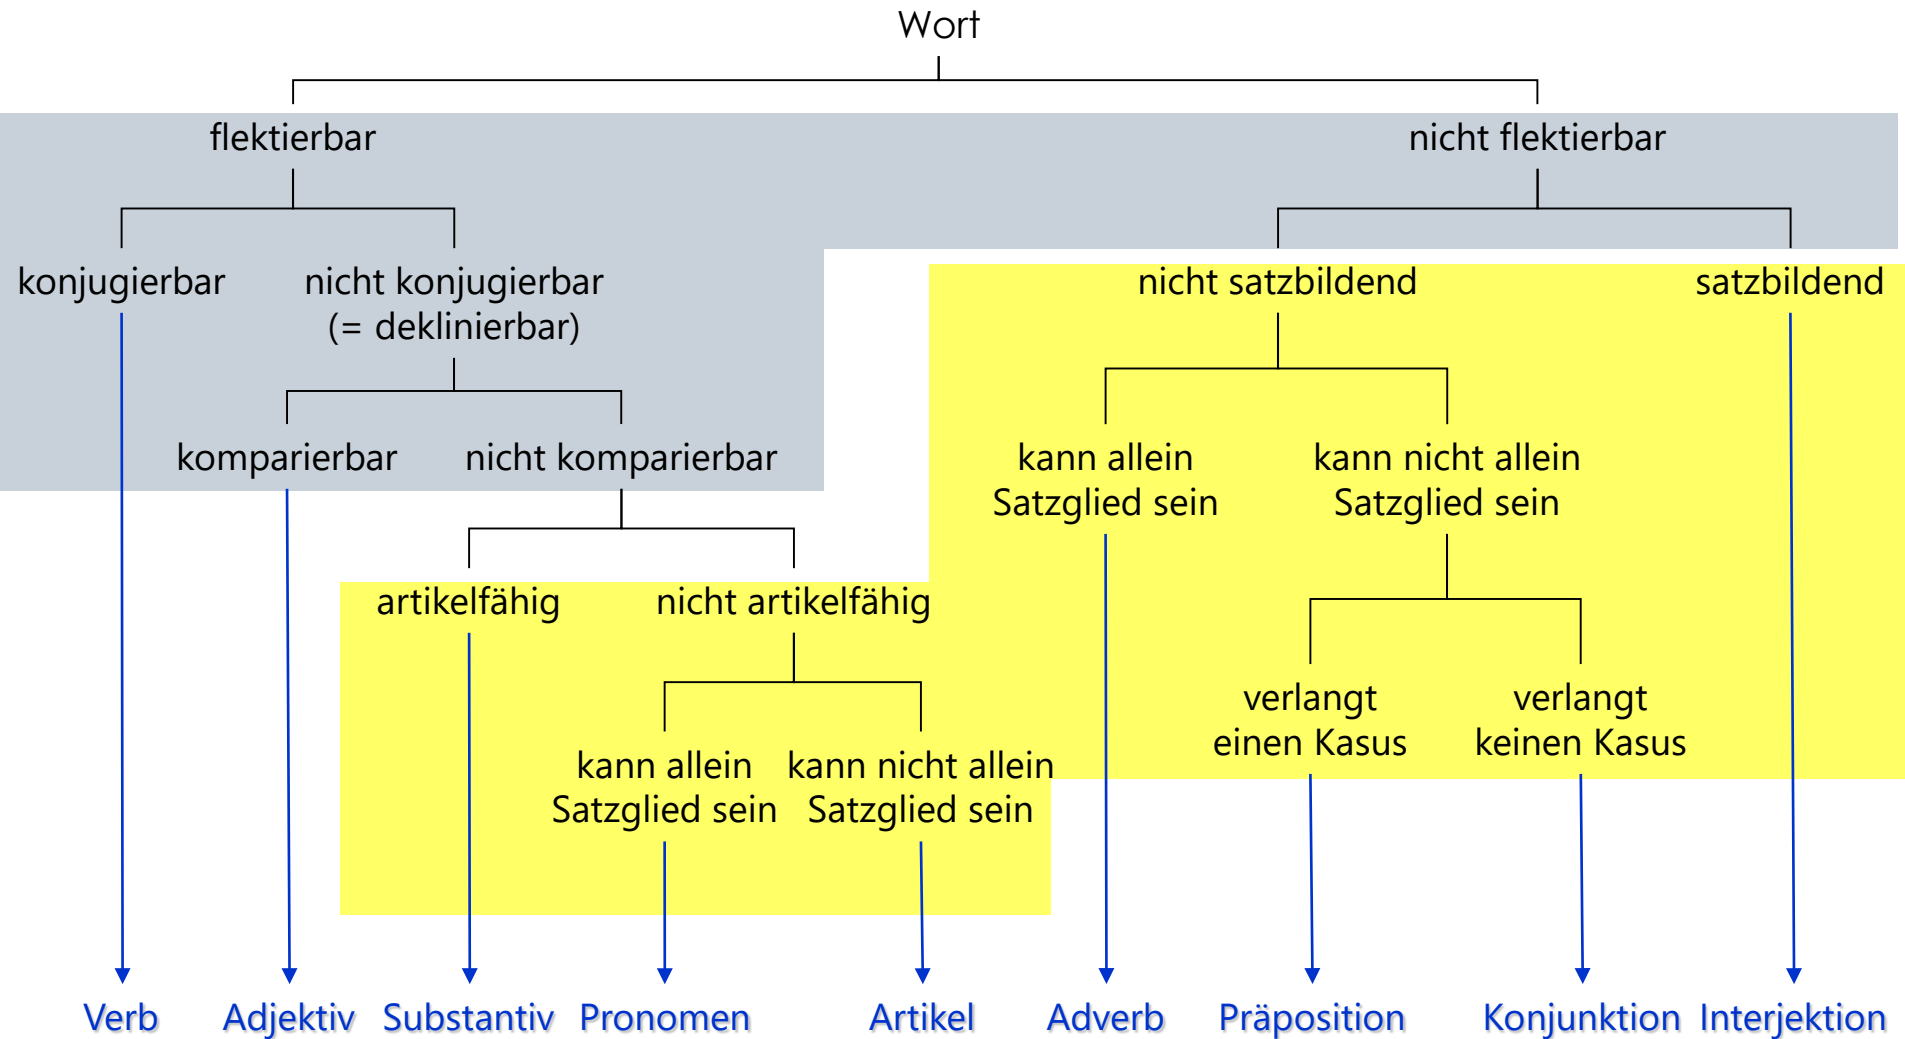 Wort
flektierbar
nicht flektierbar
konjugierbar
nicht konjugierbar
(= deklinierbar)
nicht satzbildend
satzbildend
komparierbar
nicht komparierbar
kann allein
Satzglied sein
kann nicht allein
Satzglied sein
artikelfähig
nicht artikelfähig
verlangt
einen Kasus
verlangt
keinen Kasus
kann allein
Satzglied sein
kann nicht allein
Satzglied sein
Verb
Adjektiv
Substantiv
Pronomen
Artikel
Adverb
Präposition
Konjunktion
Interjektion